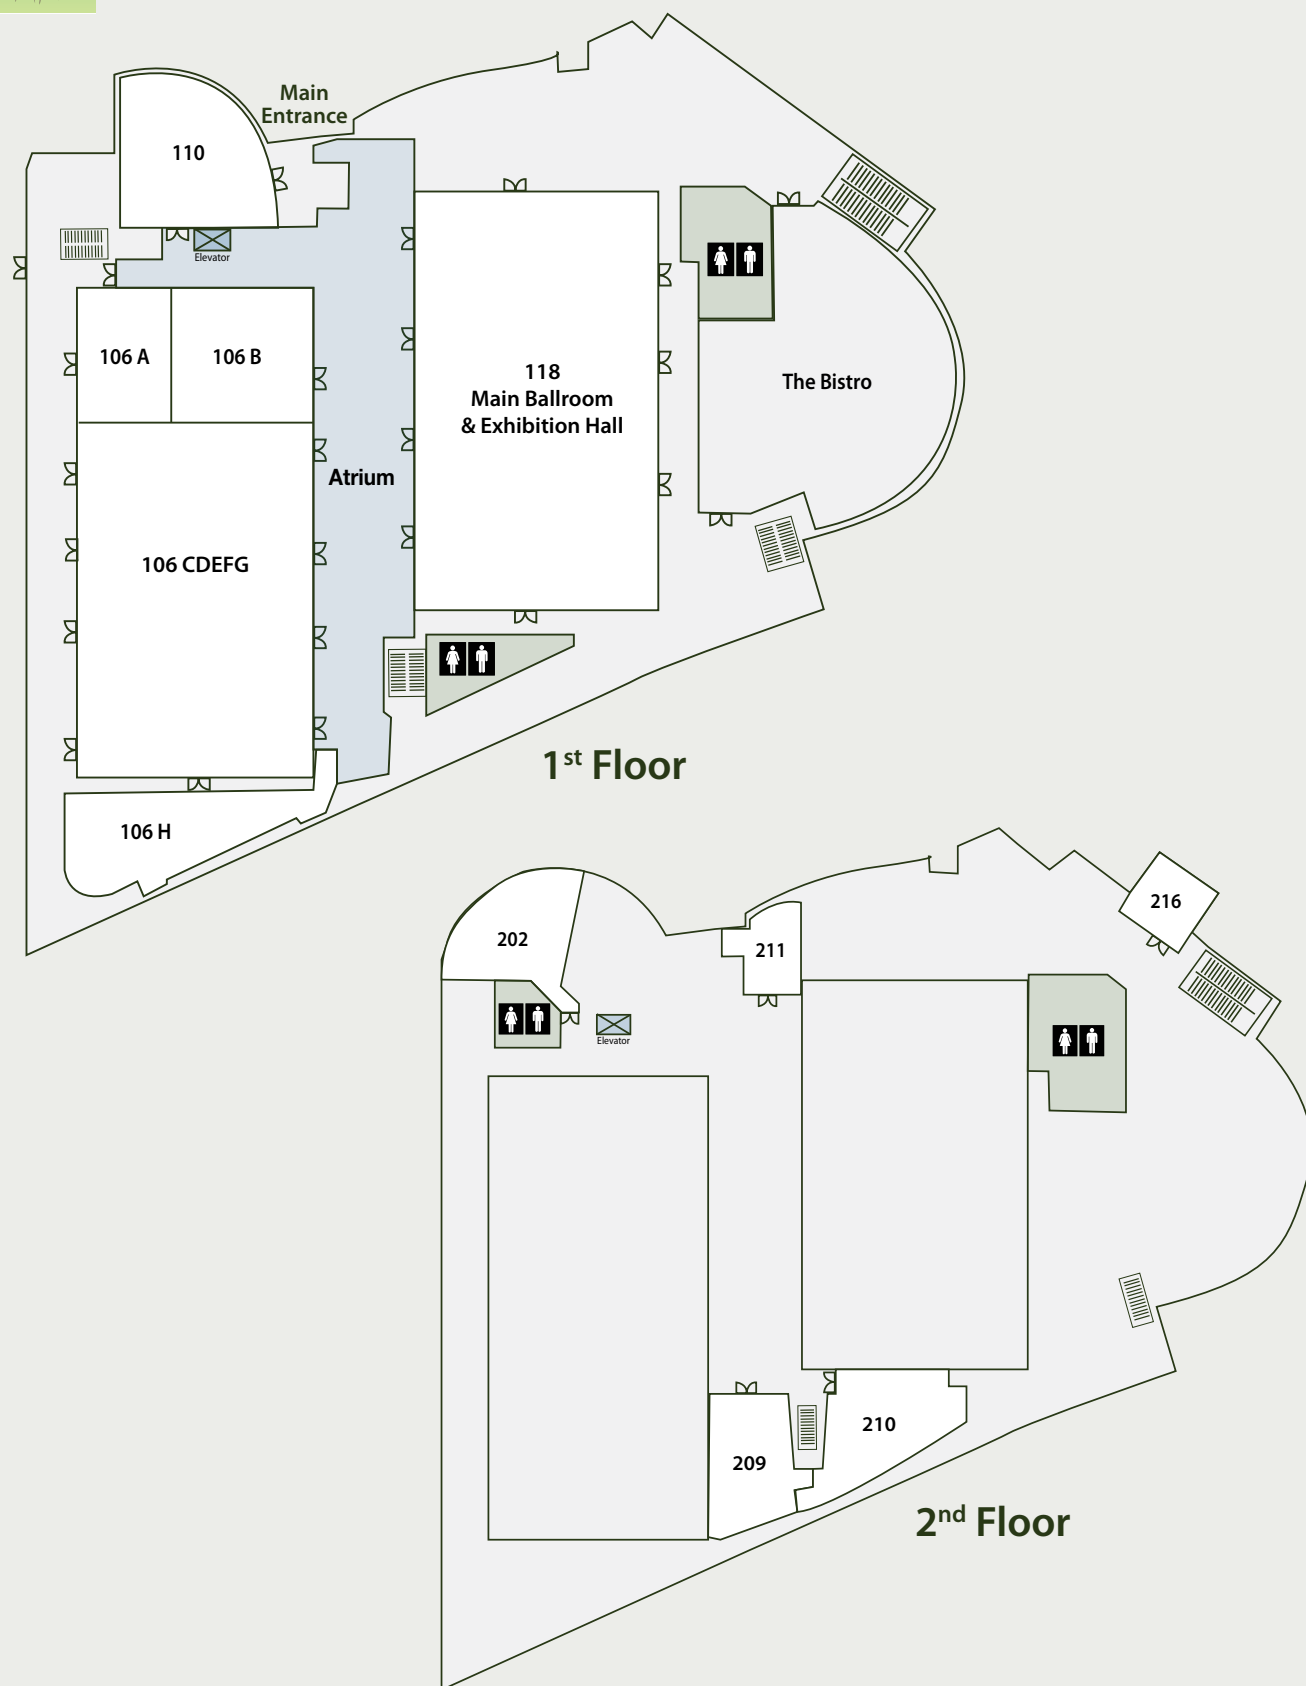 Main
Entrance
110
Elevator
106 A
106 B
118
Main Ballroom
& Exhibition Hall
The Bistro
Atrium
106 CDEFG
1st Floor
106 H
216
202
211
Elevator
210
209
2nd Floor